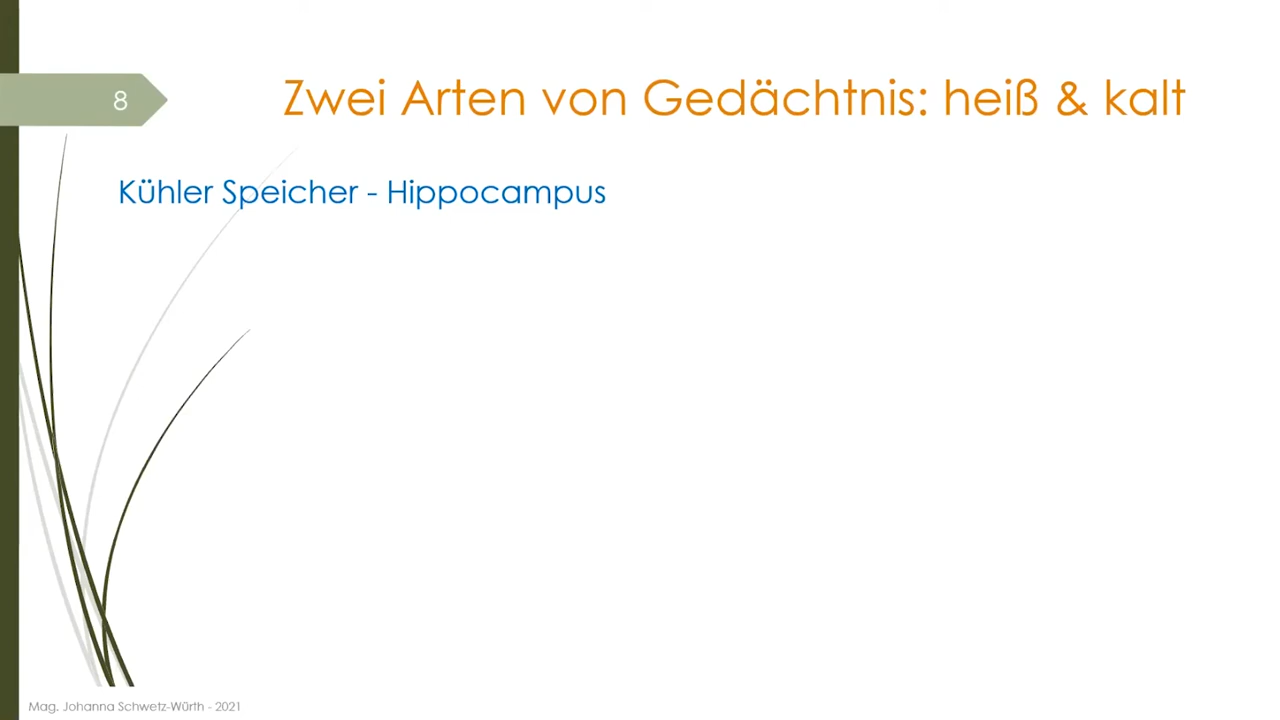 8
Zwei Arten von Gedächtnis: heiß & kalt
Kühler Speicher - Hippocampus
Mag. Johanna Schwetz-Würth - 2021